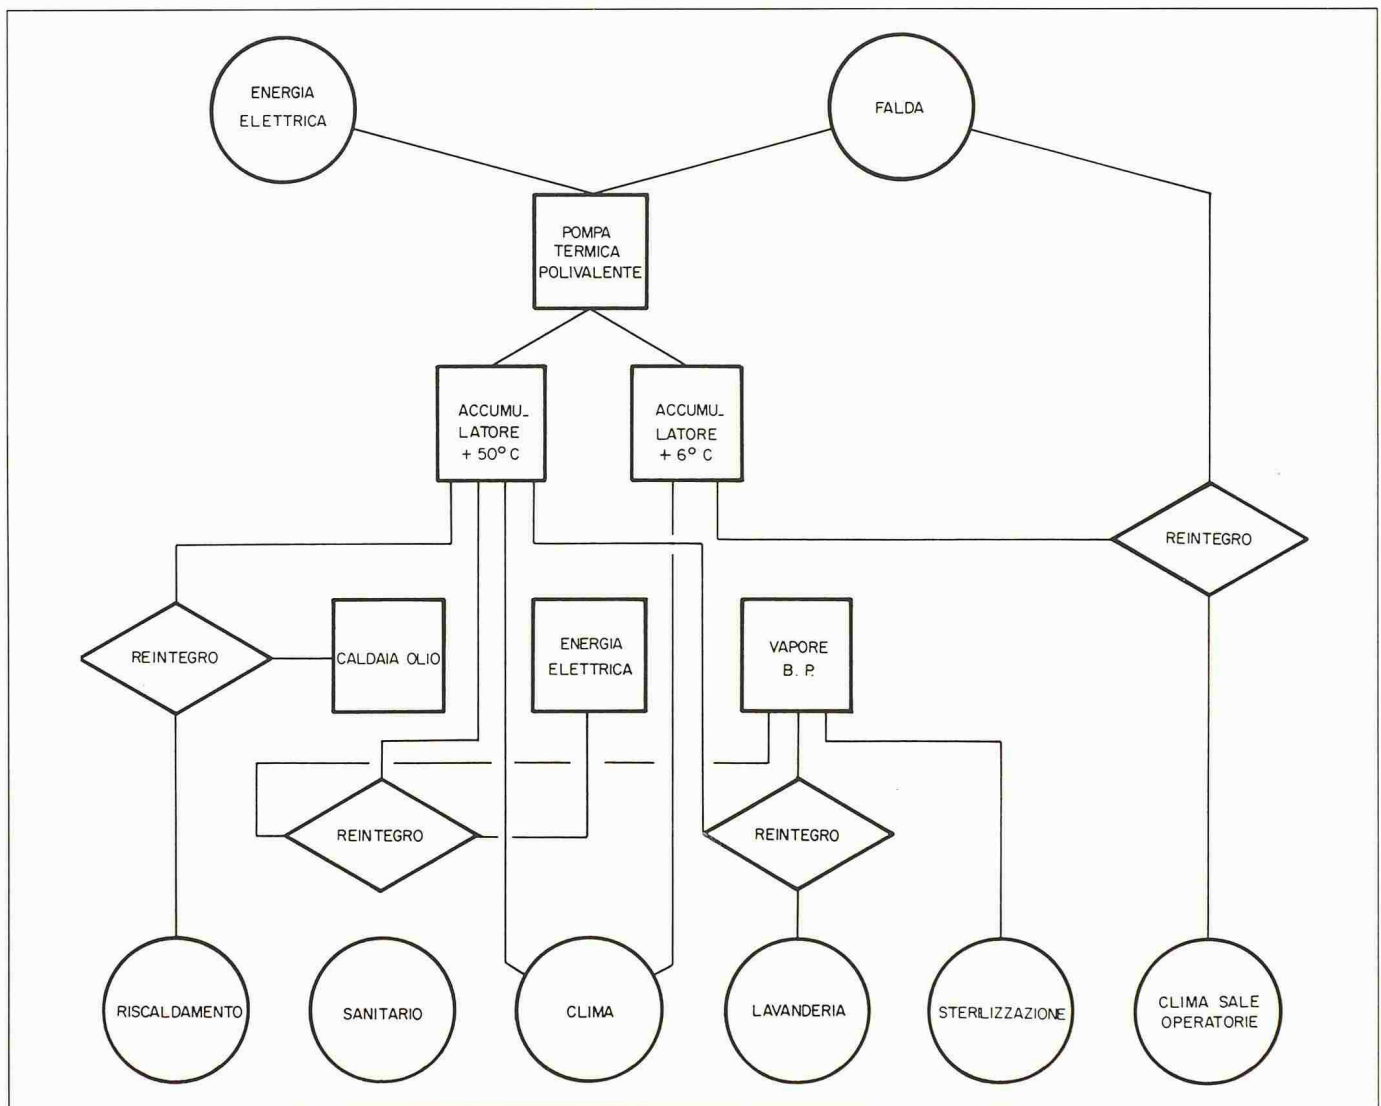 ENERGIA
ELETTRICA
FALDA
POMPA
TERMICA
POLIVALENTE
ACCUMU_
LATORE
+ 50° C
ACCUMU_
LATORE
+ 6° C
REINTEGRO
REINTEGRO
CALDAIA OLIO
ENERGIA
ELETTRICA
VAPORE
B. P.
REINTEGRO
REINTEGRO
RISCALDAMENTO
SANITARIO
CLIMA
LAVANDERIA
STERILIZZAZIONE
CLIMA SALE
OPERATORIE